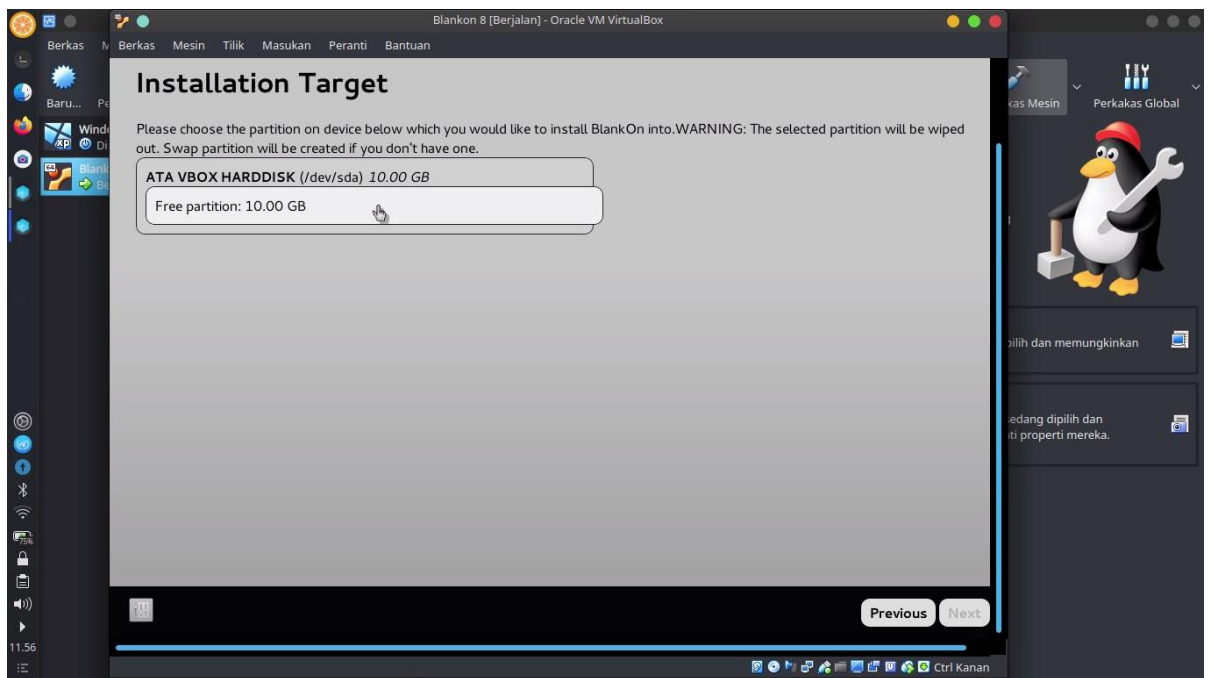 Blankon 8 [Berjalan] - Oracle VM VirtualBox
Berkas
Berkas Mesin Tilik Masukan Peranti Bantuan
Baru...
Perkakas Global
XP
64
Installation Target
Please choose the partition on device below which you would like to install BlankOn into.WARNING: The selected partition will be wiped
out. Swap partition will be created if you don't have one.
ATA VBOX HARDDISK (/dev/sda) 10.00 GB
Free partition: 10.00 GB
pilih dan memungkinkan
sedang dipilih dan
properti mereka.
75%
Previous Next
11.56
Ctrl Kanan